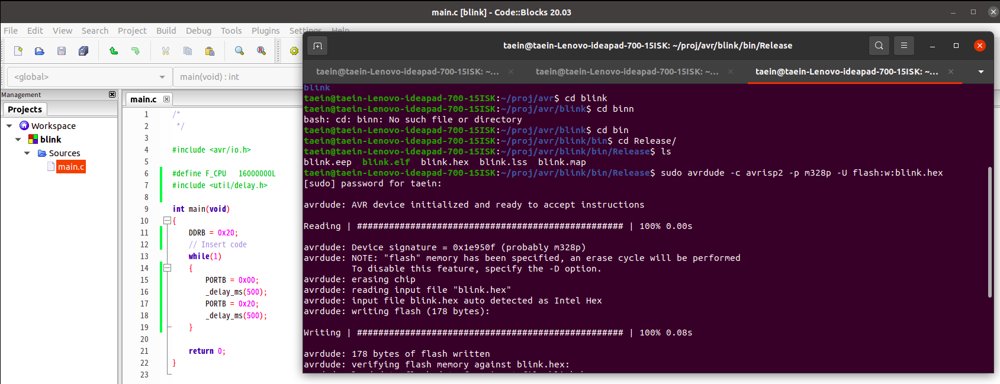 main.c [blink] - Code::Blocks 20.03
File Edit View Search Project Build Debug Tools Plugins Settings Help
<global>
main(void) : int
Management
Projects
Workspace
blink
Sources
main.c
main.c
1 /*
2 */
3
4 #include <avr/io.h>
5
6 #define F_CPU   16000000L
7 #include <util/delay.h>
8
9 int main(void)
10 {
11     DDRB = 0x20;
12     // Insert code
13     while(1)
14     {
15         PORTB = 0x00;
16         _delay_ms(500);
17         PORTB = 0x20;
18         _delay_ms(500);
19     }
20
21     return 0;
22 }
23
taein@taein-Lenovo-ideapad-700-15ISK: ~/proj/avr/blink/bin/Release
taein@taein-Lenovo-ideapad-700-15ISK: ~... taein@taein-Lenovo-ideapad-700-15ISK: ~... taein@taein-Lenovo-ideapad-700-15ISK: ~...
blink
taein@taein-Lenovo-ideapad-700-15ISK:~/proj/avr$ cd blink
taein@taein-Lenovo-ideapad-700-15ISK:~/proj/avr/blink$ cd binn
bash: cd: binn: No such file or directory
taein@taein-Lenovo-ideapad-700-15ISK:~/proj/avr/blink$ cd bin
taein@taein-Lenovo-ideapad-700-15ISK:~/proj/avr/blink/bin$ cd Release/
taein@taein-Lenovo-ideapad-700-15ISK:~/proj/avr/blink/bin/Release$ ls
blink.eep  blink.elf  blink.hex  blink.lss  blink.map
taein@taein-Lenovo-ideapad-700-15ISK:~/proj/avr/blink/bin/Release$ sudo avrdude -c avrisp2 -p m328p -U flash:w:blink.hex
[sudo] password for taein:
avrdude: AVR device initialized and ready to accept instructions
Reading | ################################################## | 100% 0.00s
avrdude: Device signature = 0x1e950f (probably m328p)
avrdude: NOTE: "flash" memory has been specified, an erase cycle will be performed
To disable this feature, specify the -D option.
avrdude: erasing chip
avrdude: reading input file "blink.hex"
avrdude: input file blink.hex auto detected as Intel Hex
avrdude: writing flash (178 bytes):
Writing | ################################################## | 100% 0.08s
avrdude: 178 bytes of flash written
avrdude: verifying flash memory against blink.hex: